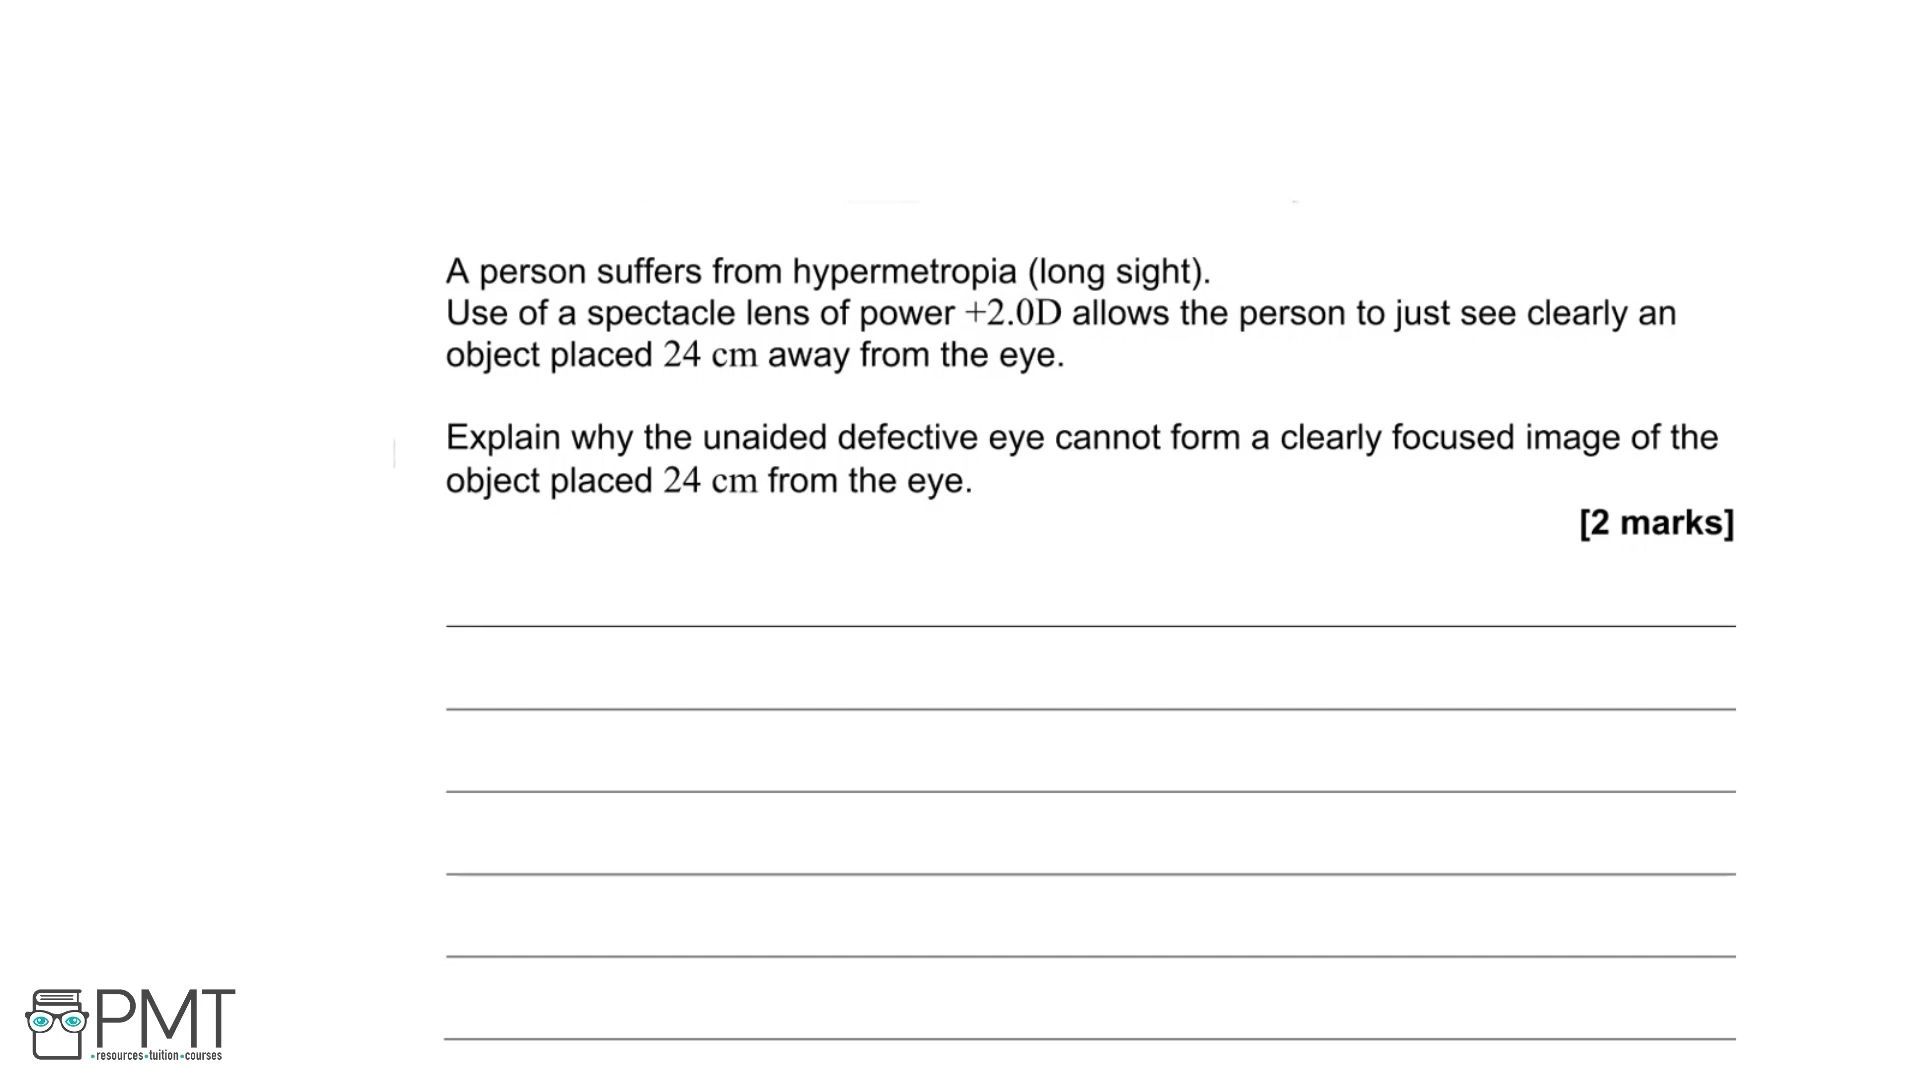 A person suffers from hypermetropia (long sight).
Use of a spectacle lens of power +2.0D allows the person to just see clearly an
object placed 24 cm away from the eye.
Explain why the unaided defective eye cannot form a clearly focused image of the
object placed 24 cm from the eye.
[2 marks]
PMT
•resources•tuition•courses